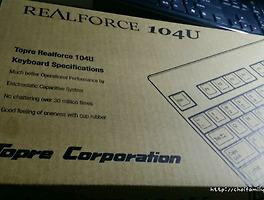 REALFORCE 104U
Topre Realforce 104U
Keyboard Specifications
Much better Operational Performance by
Electrostatic Capacitive System
No chattering over 30 million times
Good feeling of oneness with cup rubber
Topre Corporation